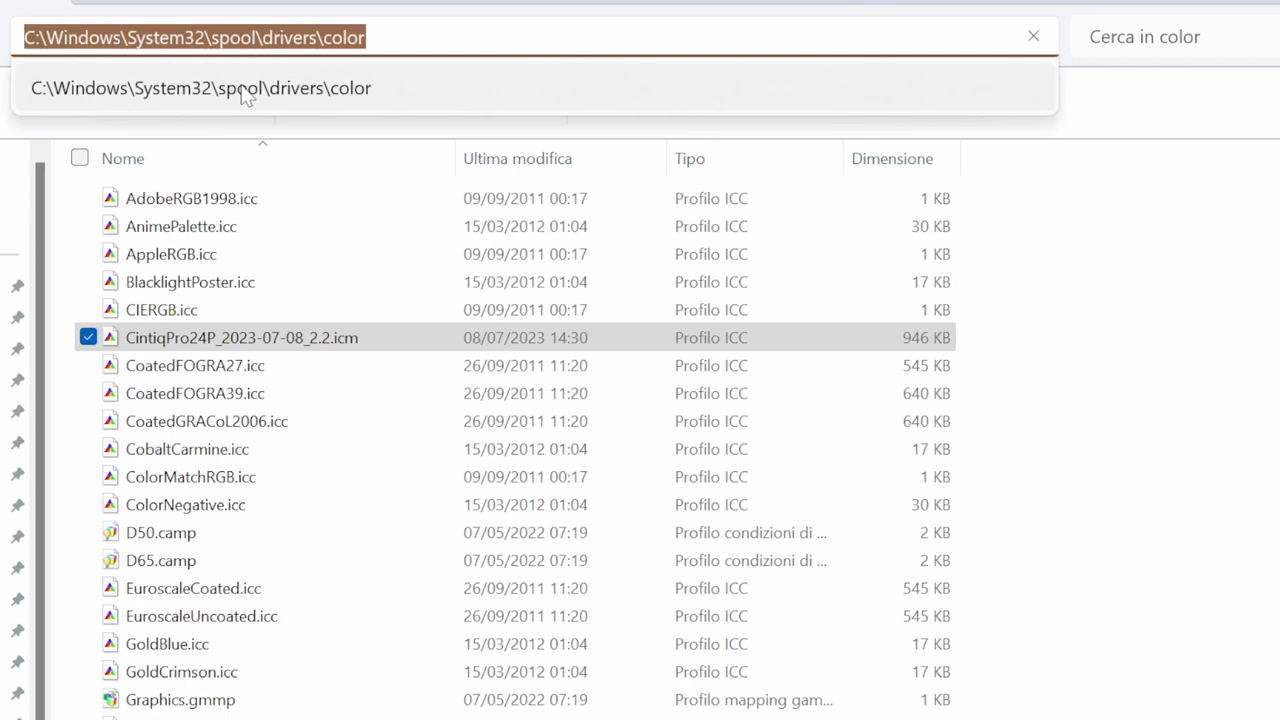 C:\Windows\System32\spool\drivers\color
Cerca in color
C:\Windows\System32\spool\drivers\color
Nome Ultima modifica Tipo Dimensione
AdobeRGB1998.icc 09/09/2011 00:17 Profilo ICC 1 KB
AnimePalette.icc 15/03/2012 01:04 Profilo ICC 30 KB
AppleRGB.icc 09/09/2011 00:17 Profilo ICC 1 KB
BlacklightPoster.icc 15/03/2012 01:04 Profilo ICC 17 KB
CIERGB.icc 09/09/2011 00:17 Profilo ICC 1 KB
CintiqPro24P_2023-07-08_2.2.icm 08/07/2023 14:30 Profilo ICC 946 KB
CoatedFOGRA27.icc 26/09/2011 11:20 Profilo ICC 545 KB
CoatedFOGRA39.icc 26/09/2011 11:20 Profilo ICC 640 KB
CoatedGRACoL2006.icc 26/09/2011 11:20 Profilo ICC 640 KB
CobaltCarmine.icc 15/03/2012 01:04 Profilo ICC 17 KB
ColorMatchRGB.icc 09/09/2011 00:17 Profilo ICC 1 KB
ColorNegative.icc 15/03/2012 01:04 Profilo ICC 30 KB
D50.camp 07/05/2022 07:19 Profilo condizioni di ... 2 KB
D65.camp 07/05/2022 07:19 Profilo condizioni di ... 2 KB
EuroscaleCoated.icc 26/09/2011 11:20 Profilo ICC 545 KB
EuroscaleUncoated.icc 26/09/2011 11:20 Profilo ICC 545 KB
GoldBlue.icc 15/03/2012 01:04 Profilo ICC 17 KB
GoldCrimson.icc 15/03/2012 01:04 Profilo ICC 17 KB
Graphics.gmmp 07/05/2022 07:19 Profilo mapping gam... 1 KB